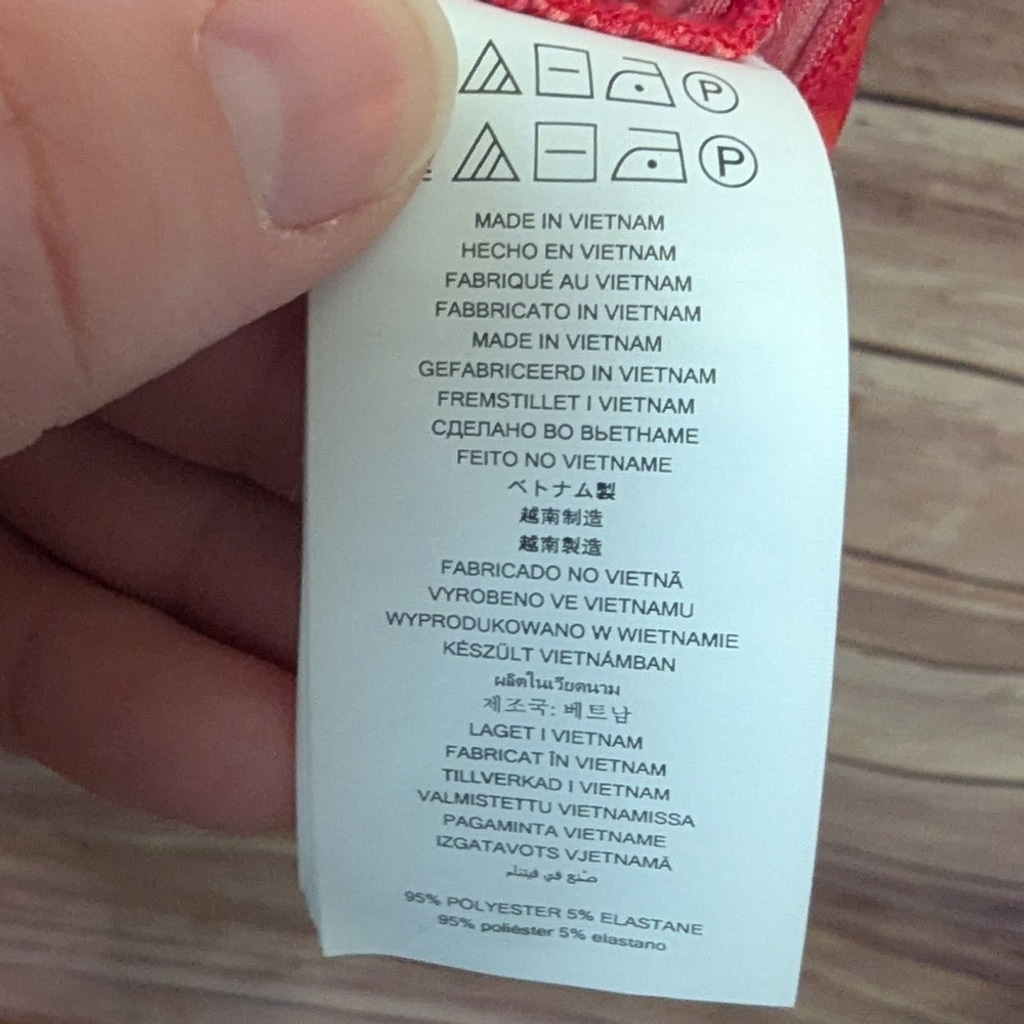 P
P
MADE IN VIETNAM
HECHO EN VIETNAM
FABRIQUÉ AU VIETNAM
FABBRICATO IN VIETNAM
MADE IN VIETNAM
GEFABRICEERD IN VIETNAM
FREMSTILLET I VIETNAM
СДЕЛАНО ВО ВЬЕТНАМЕ
FEITO NO VIETNAME
ベトナム製
越南制造
越南製造
FABRICADO NO VIETNÃ
VYROBENO VE VIETNAMU
WYPRODUKOWANO W WIETNAMIE
KÉSZÜLT VIETNÁMBAN
ผลิตในเวียดนาม
제조국: 베트남
LAGET I VIETNAM
FABRICAT ÎN VIETNAM
TILLVERKAD I VIETNAM
VALMISTETTU VIETNAMISSA
PAGAMINTA VIETNAME
IZGATAVOTS VJETNAMĀ
صنع في فيتنام
95% POLYESTER 5% ELASTANE
95% poliéster 5% elastano